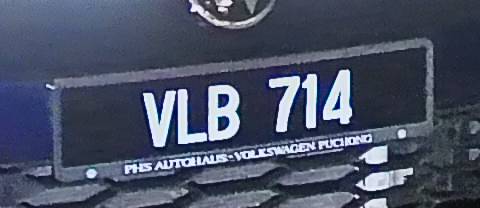 VLB 714
PHS AUTOHAUS - VOLKSWAGEN PUCHONG